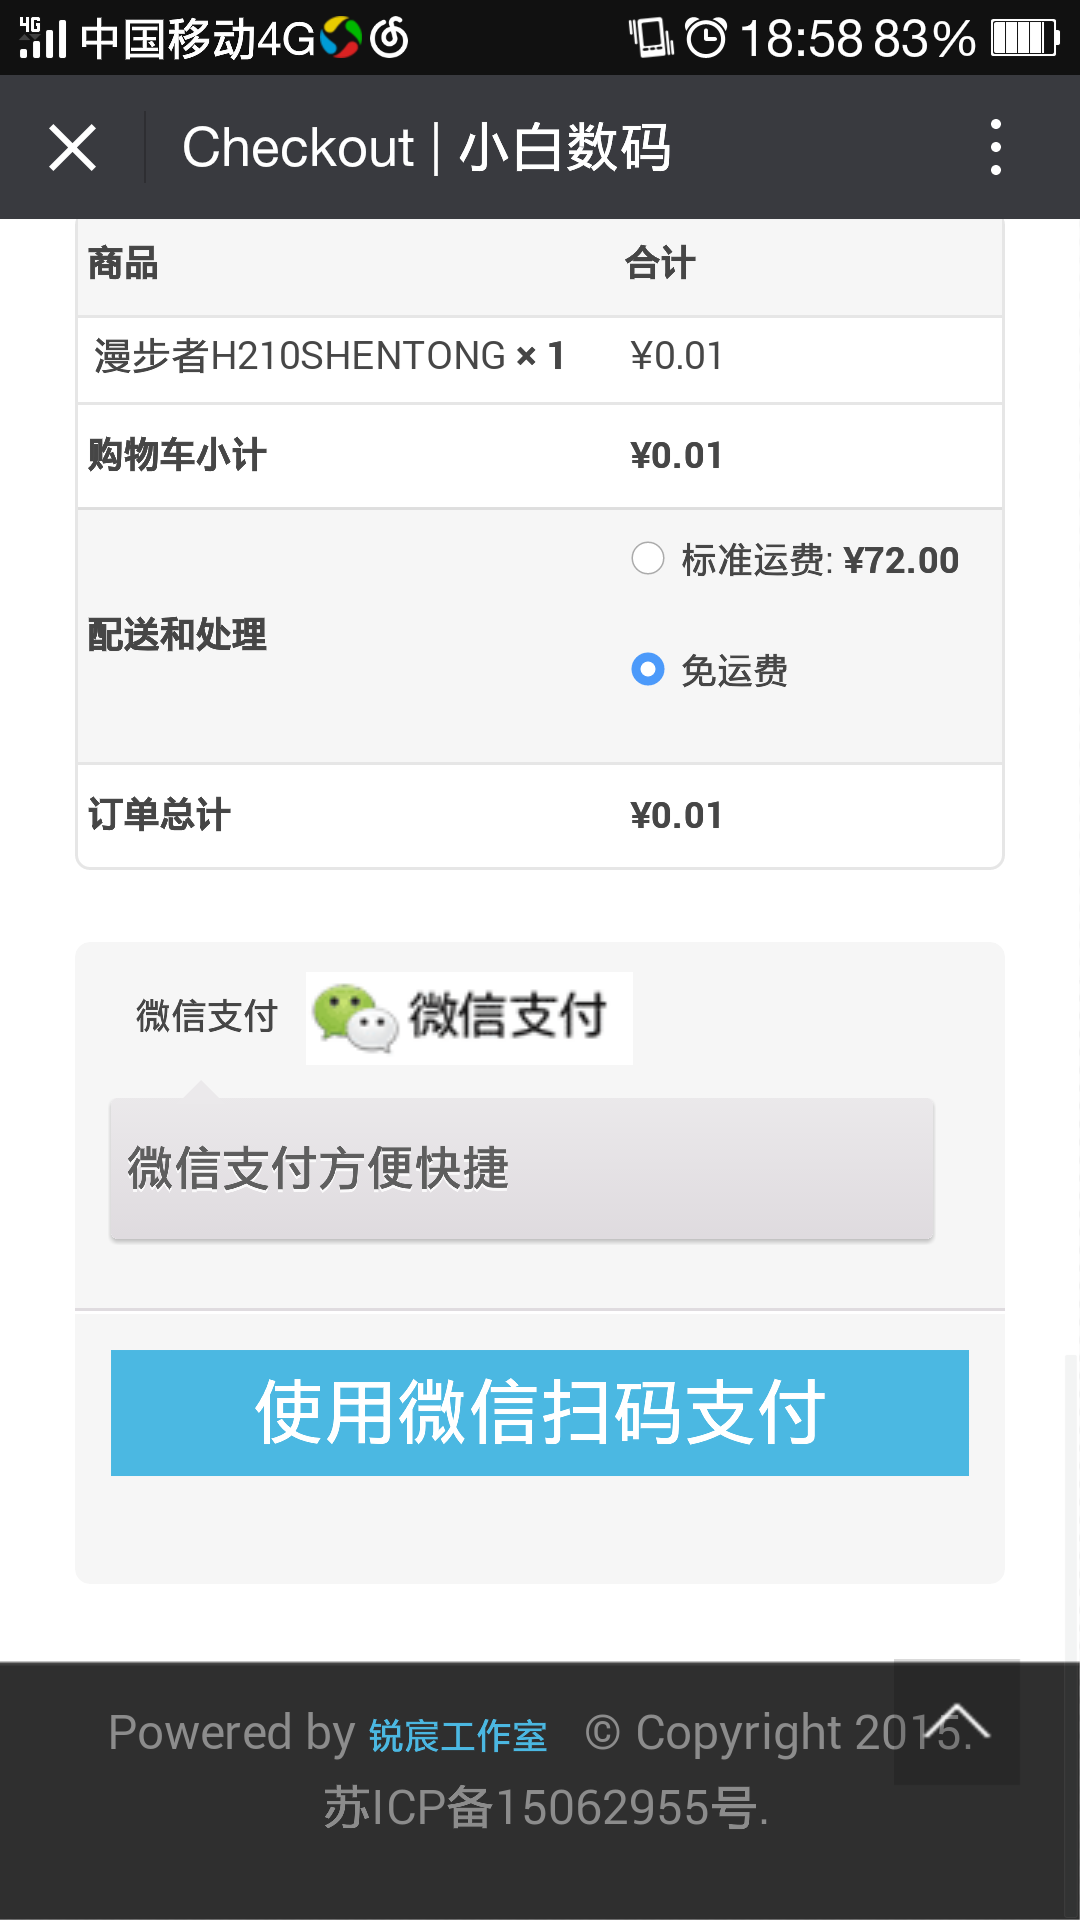 4G 中国移动4G 18:58 83%
Checkout | 小白数码
商品 合计
漫步者H210SHENTONG × 1 ¥0.01
购物车小计 ¥0.01
标准运费: ¥72.00
配送和处理
免运费
订单总计 ¥0.01
微信支付 微信支付
微信支付方便快捷
使用微信扫码支付
Powered by 锐宸工作室 © Copyright 2015.
苏ICP备15062955号.